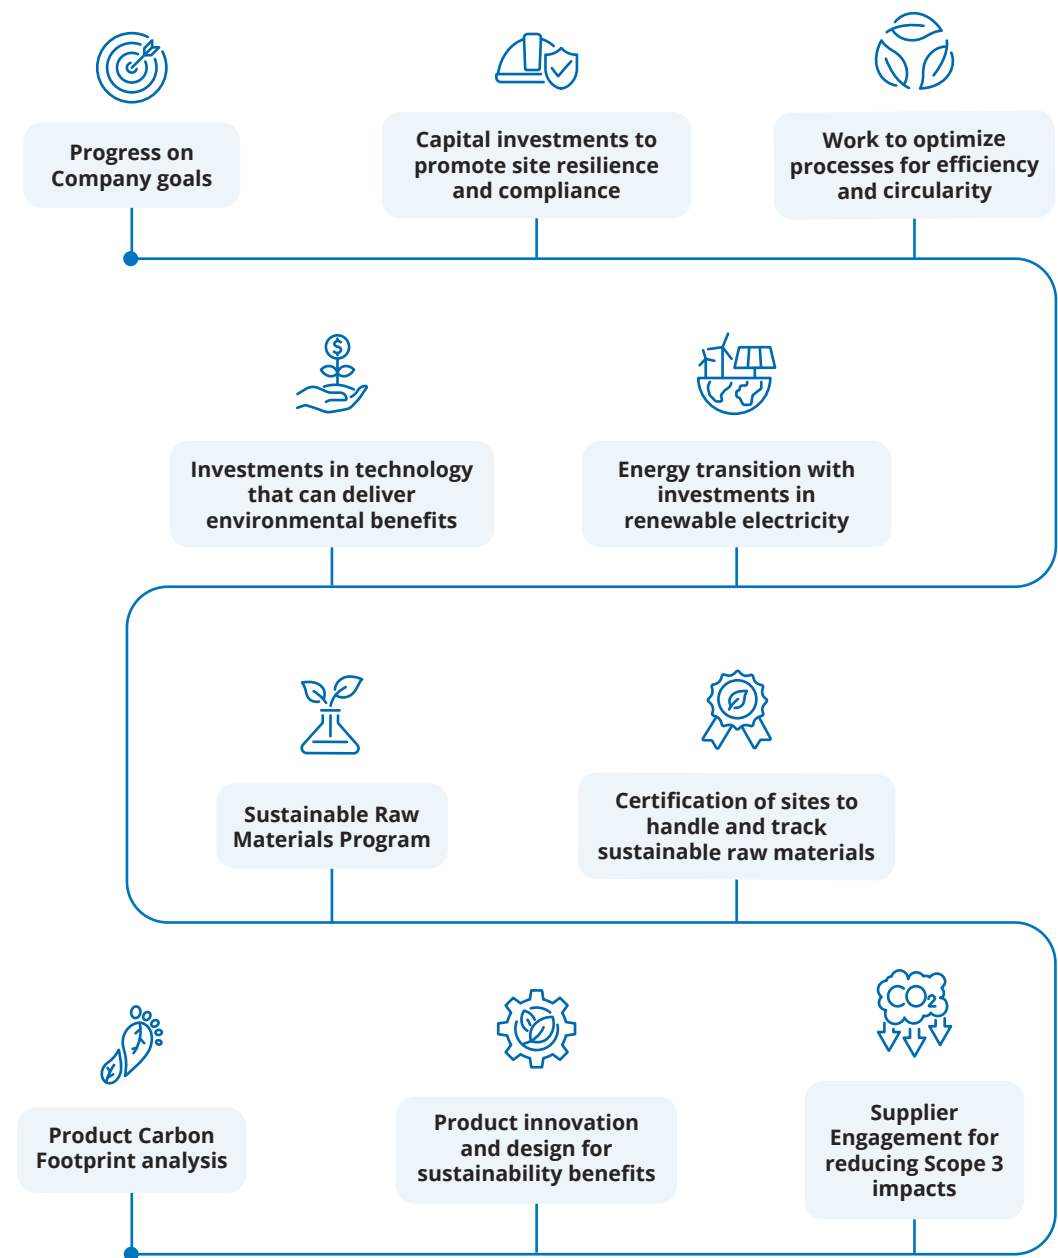 Progress on
Company goals
Capital investments to
promote site resilience
and compliance
Work to optimize
processes for efficiency
and circularity
$
Investments in technology
that can deliver
environmental benefits
Energy transition with
investments in
renewable electricity
Sustainable Raw
Materials Program
Certification of sites to
handle and track
sustainable raw materials
Product Carbon
Footprint analysis
Product innovation
and design for
sustainability benefits
CO2
Supplier
Engagement for
reducing Scope 3
impacts